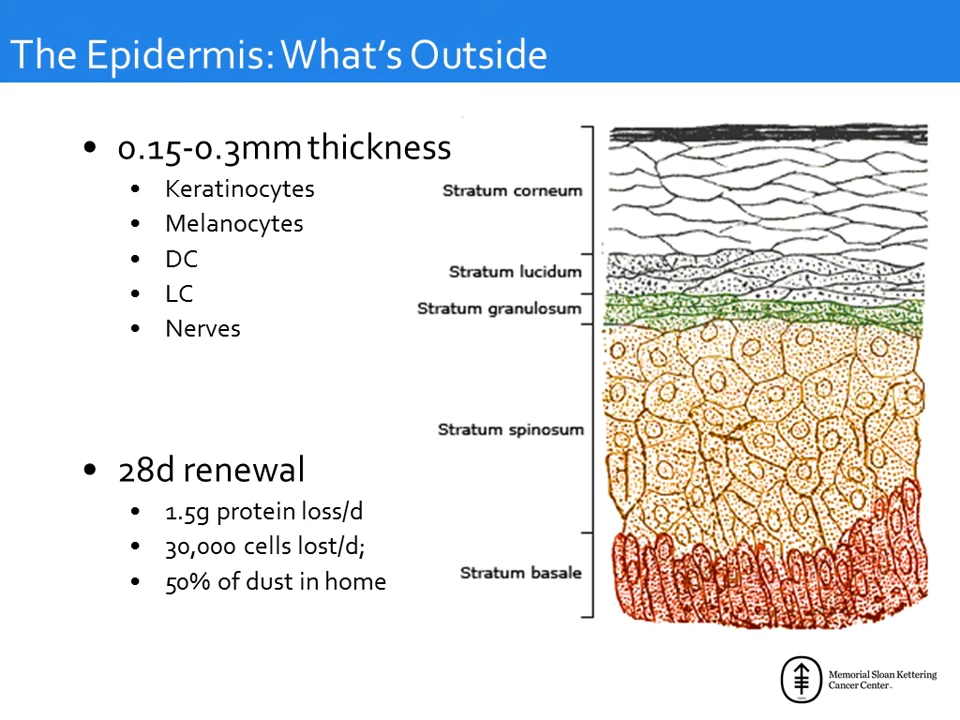 The Epidermis: What's Outside
• 0.15-0.3mm thickness
• Keratinocytes
• Melanocytes
• DC
• LC
• Nerves
• 28d renewal
• 1.5g protein loss/d
• 30,000 cells lost/d;
• 50% of dust in home
Stratum corneum
Stratum lucidum
Stratum granulosum
Stratum spinosum
Stratum basale
Memorial Sloan Kettering
Cancer Center